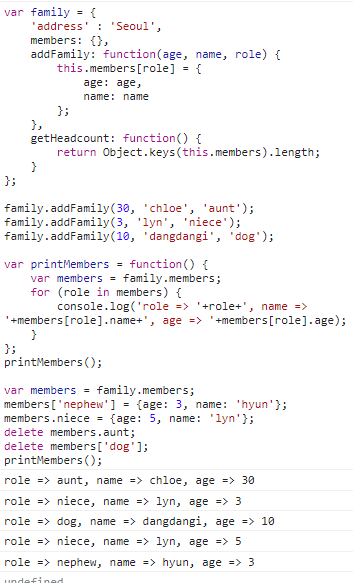 var family = {
    'address' : 'Seoul',
    members: {},
    addFamily: function(age, name, role) {
        this.members[role] = {
            age: age,
            name: name
        };
    },
    getHeadcount: function() {
        return Object.keys(this.members).length;
    }
};

family.addFamily(30, 'chloe', 'aunt');
family.addFamily(3, 'lyn', 'niece');
family.addFamily(10, 'dangdangi', 'dog');

var printMembers = function() {
    var members = family.members;
    for (role in members) {
        console.log('role => '+role+', name =>
'+members[role].name+', age => '+members[role].age);
    }
};
printMembers();

var members = family.members;
members['nephew'] = {age: 3, name: 'hyun'};
members.niece = {age: 5, name: 'lyn'};
delete members.aunt;
delete members['dog'];
printMembers();
role => aunt, name => chloe, age => 30
role => niece, name => lyn, age => 3
role => dog, name => dangdangi, age => 10
role => niece, name => lyn, age => 5
role => nephew, name => hyun, age => 3
undefined